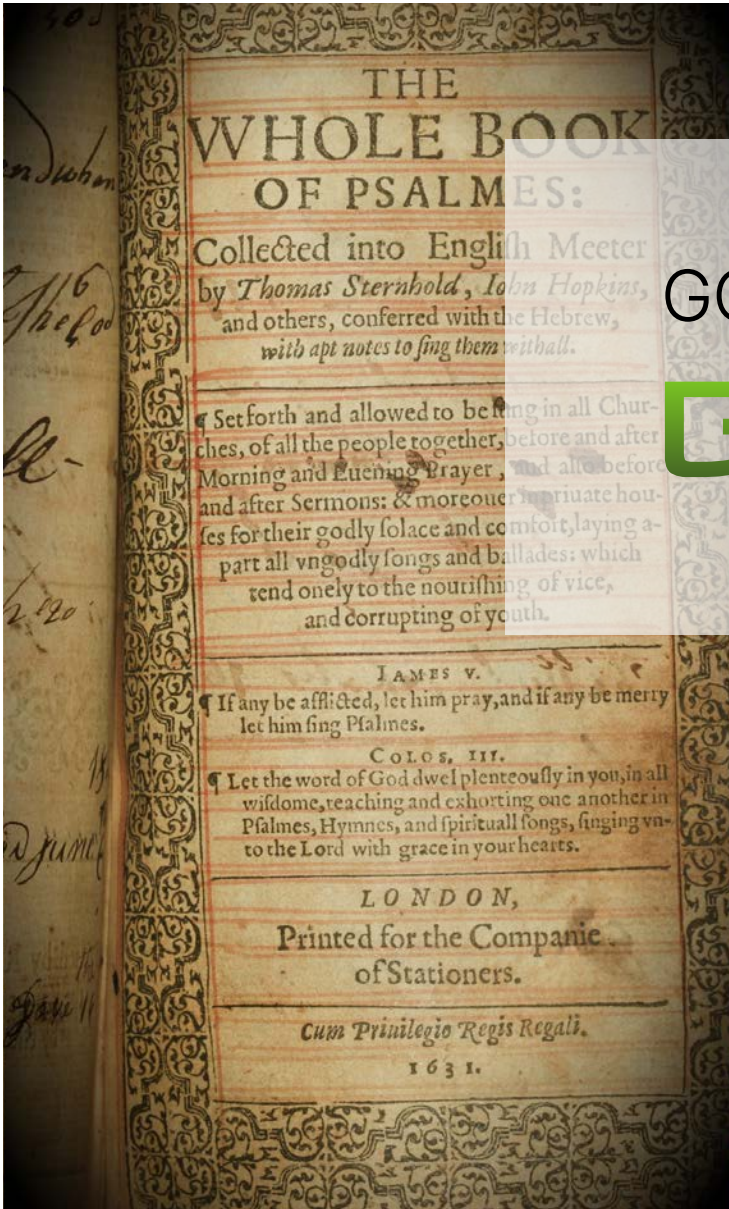 THE
WHOLE BOOK
OF PSALMES:
Collected into Engliſh Meeter
by Thomas Sternhold, Iohn Hopkins,
and others, conferred with the Hebrew,
with apt notes to ſing them withall.
¶ Set forth and allowed to be ſung in all Chur-
ches, of all the people together, before and after
Morning and Euening Prayer, and alſo before
and after Sermons: & moreouer in priuate hou-
ſes for their godly ſolace and comfort, laying a-
part all vngodly ſongs and ballades: which
tend onely to the nouriſhing of vice,
and corrupting of youth.
IAMES V.
¶ If any be afflicted, let him pray, and if any be merry
let him ſing Pſalmes.
COLOS. III.
¶ Let the word of God dwel plenteouſly in you, in all
wiſdome, teaching and exhorting one another in
Pſalmes, Hymnes, and ſpirituall ſongs, ſinging vn-
to the Lord with grace in your hearts.
LONDON,
Printed for the Companie
of Stationers.
Cum Priuilegio Regis Regali.
1631.
GO